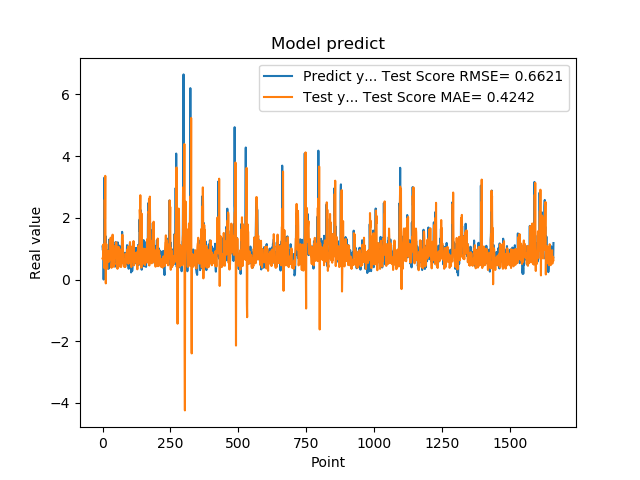 Model predict
Predict y... Test Score RMSE= 0.6621
Test y... Test Score MAE= 0.4242
Real value
6
4
2
0
−2
−4
0 250 500 750 1000 1250 1500
Point